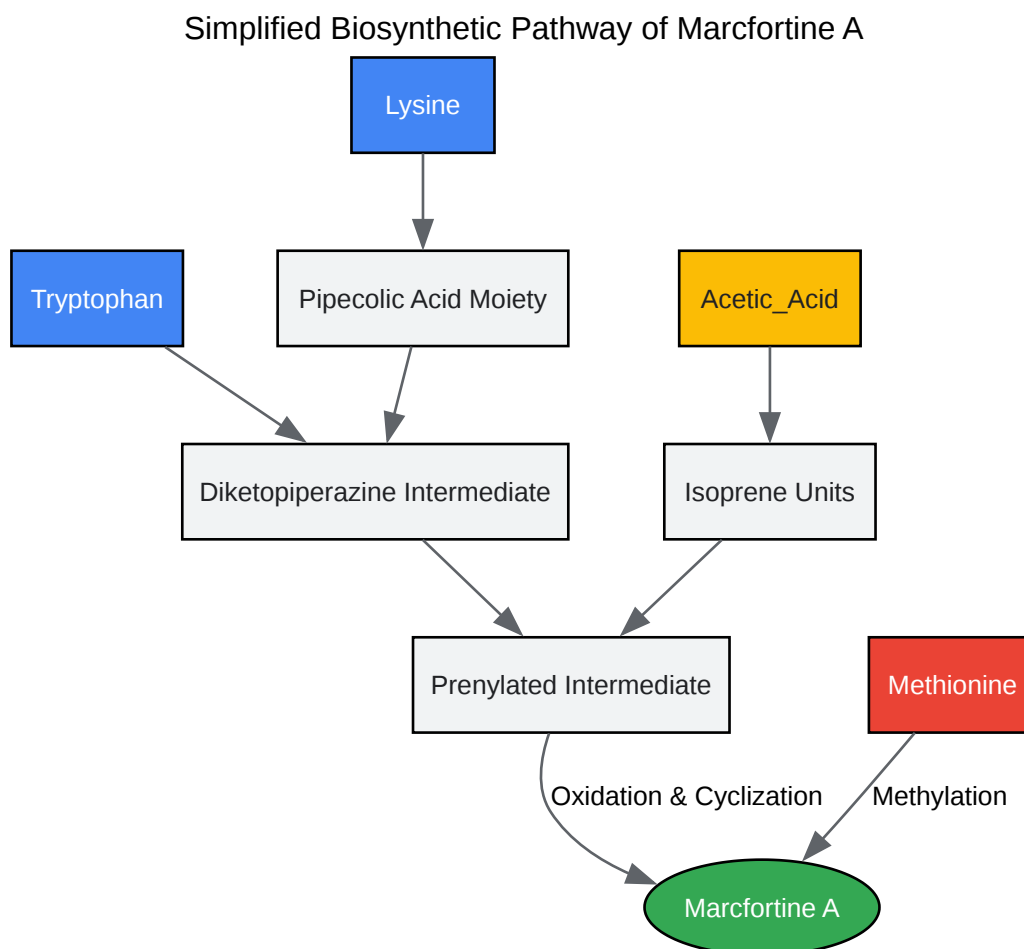 Simplified Biosynthetic Pathway of Marcfortine A
Lysine
Tryptophan
Pipecolic Acid Moiety
Acetic_Acid
Diketopiperazine Intermediate
Isoprene Units
Prenylated Intermediate
Methionine
Oxidation & Cyclization
Methylation
Marcfortine A